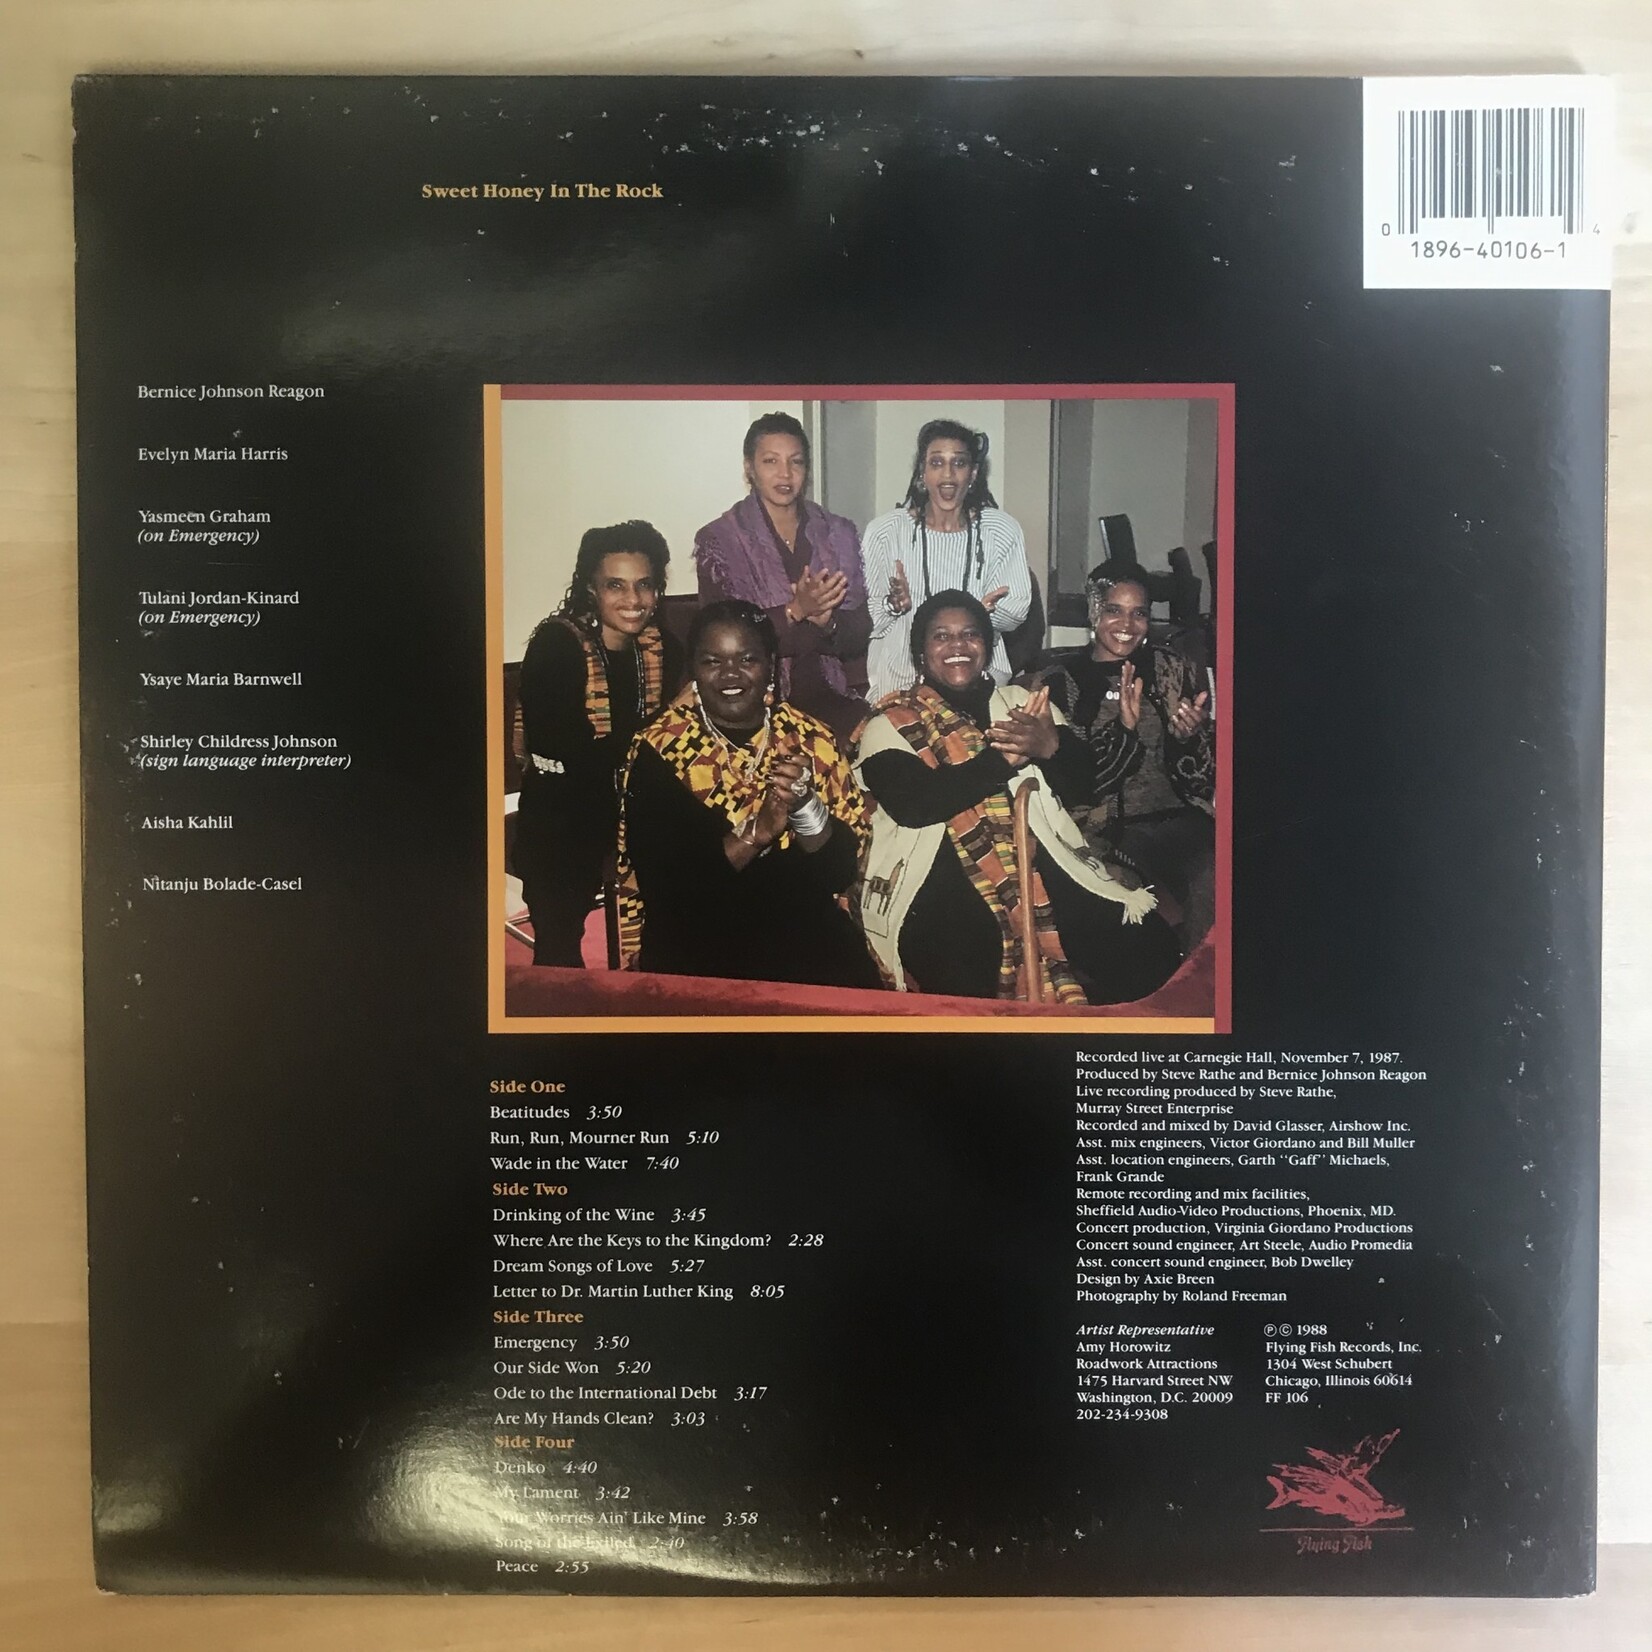 Sweet Honey In The Rock
0 1896-40106-1 4
Bernice Johnson Reagon
Evelyn Maria Harris
Yasmeen Graham
(on Emergency)
Tulani Jordan-Kinard
(on Emergency)
Ysaye Maria Barnwell
Shirley Childress Johnson
(sign language interpreter)
Aisha Kahlil
Nitanju Bolade-Casel
Side One
Beatitudes 3:50
Run, Run, Mourner Run 5:10
Wade in the Water 7:40
Side Two
Drinking of the Wine 3:45
Where Are the Keys to the Kingdom? 2:28
Dream Songs of Love 5:27
Letter to Dr. Martin Luther King 8:05
Side Three
Emergency 3:50
Our Side Won 5:20
Ode to the International Debt 3:17
Are My Hands Clean? 3:03
Side Four
Denko 4:40
My Lament 3:42
Your Worries Ain' Like Mine 3:58
Song of the Exiled 2:40
Peace 2:55
Recorded live at Carnegie Hall, November 7, 1987.
Produced by Steve Rathe and Bernice Johnson Reagon
Live recording produced by Steve Rathe,
Murray Street Enterprise
Recorded and mixed by David Glasser, Airshow Inc.
Asst. mix engineers, Victor Giordano and Bill Muller
Asst. location engineers, Garth "Gaff" Michaels,
Frank Grande
Remote recording and mix facilities,
Sheffield Audio-Video Productions, Phoenix, MD.
Concert production, Virginia Giordano Productions
Concert sound engineer, Art Steele, Audio Promedia
Asst. concert sound engineer, Bob Dwelley
Design by Axie Breen
Photography by Roland Freeman
Artist Representative
Amy Horowitz
Roadwork Attractions
1475 Harvard Street NW
Washington, D.C. 20009
202-234-9308
℗ © 1988
Flying Fish Records, Inc.
1304 West Schubert
Chicago, Illinois 60614
FF 106
Flying Fish